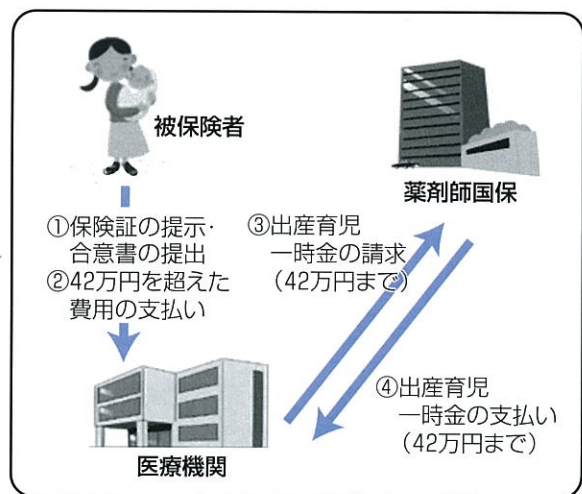 被保険者
薬剤師国保
①保険証の提示・
合意書の提出
②42万円を超えた
費用の支払い
③出産育児
一時金の請求
(42万円まで)
④出産育児
一時金の支払い
(42万円まで)
医療機関